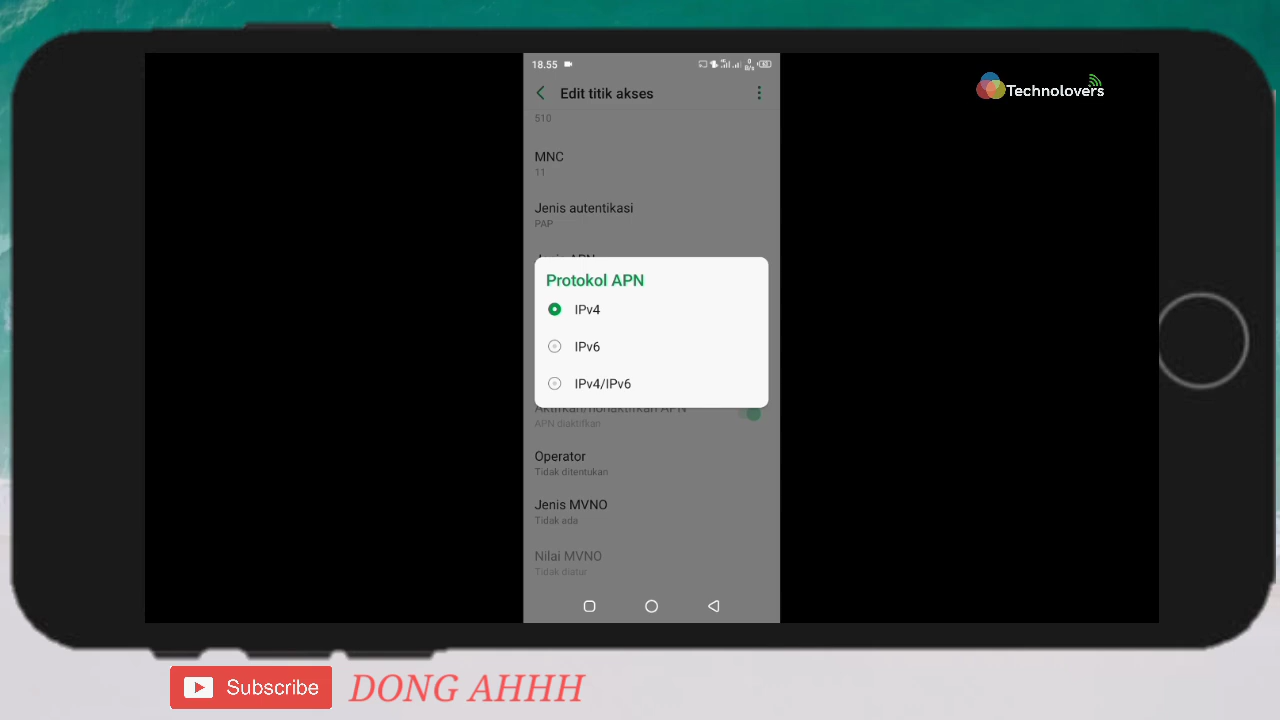 18.55
Technolovers
Edit titik akses
510
MNC
11
Jenis autentikasi
PAP
Protokol APN
IPv4
IPv6
IPv4/IPv6
Aktifkan/nonaktifkan APN
APN diaktifkan
Operator
Tidak ditentukan
Jenis MVNO
Tidak ada
Nilai MVNO
Tidak diatur
Subscribe DONG AHHH